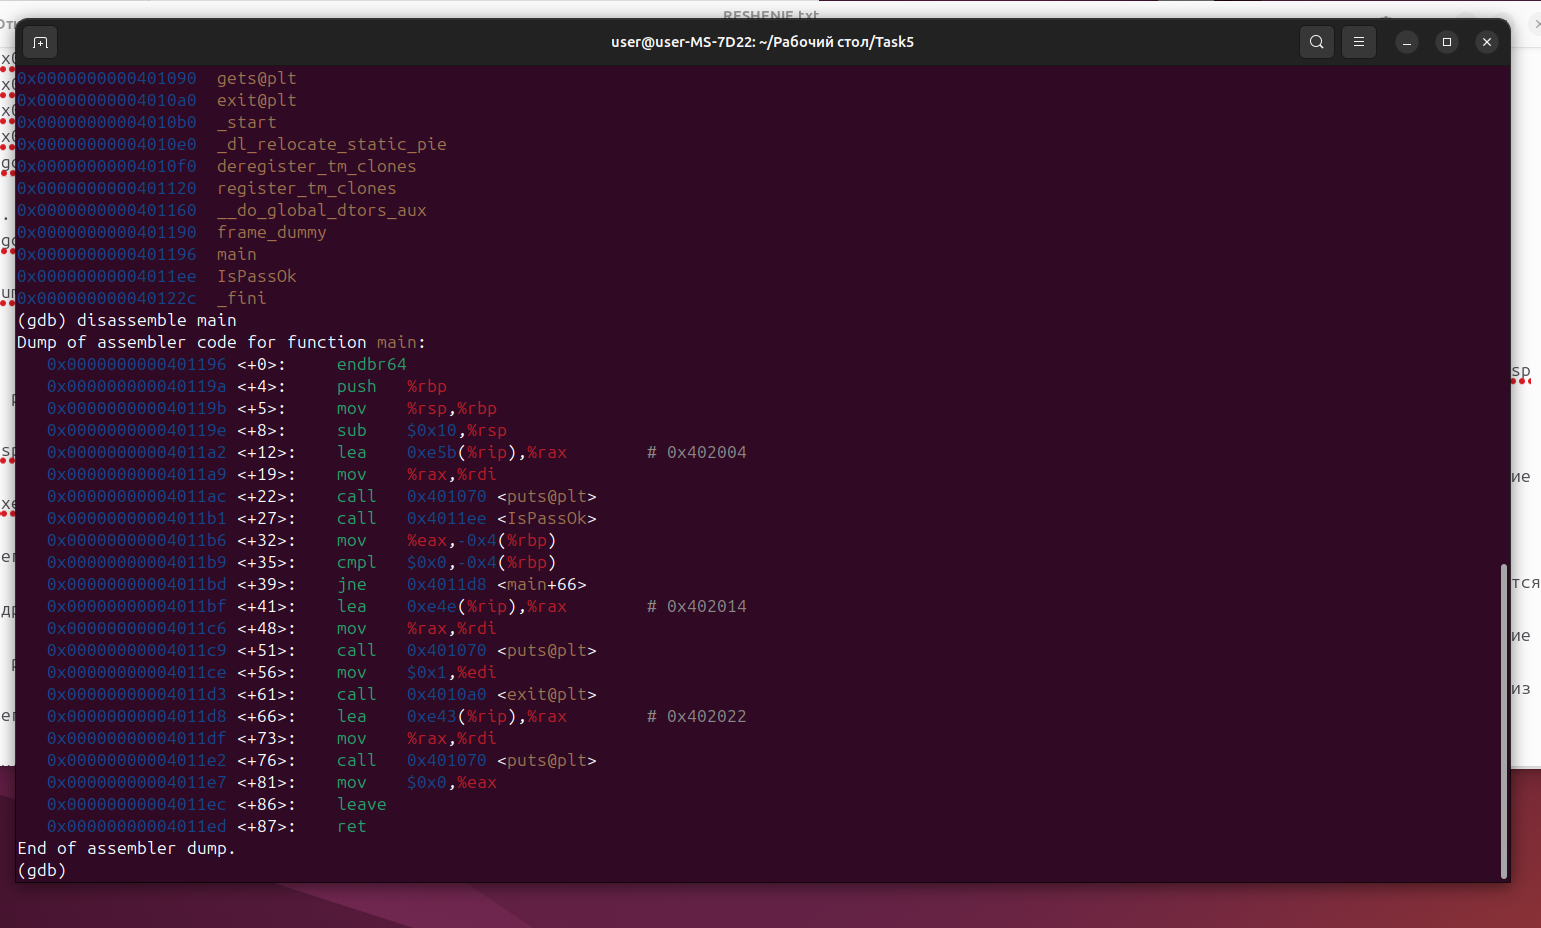 RESHENIE.txt
user@user-MS-7D22: ~/Рабочий стол/Task5
0x0000000000401090  gets@plt
0x00000000004010a0  exit@plt
0x00000000004010b0  _start
0x00000000004010e0  _dl_relocate_static_pie
0x00000000004010f0  deregister_tm_clones
0x0000000000401120  register_tm_clones
0x0000000000401160  __do_global_dtors_aux
0x0000000000401190  frame_dummy
0x0000000000401196  main
0x00000000004011ee  IsPassOk
0x000000000040122c  _fini
(gdb) disassemble main
Dump of assembler code for function main:
   0x0000000000401196 <+0>:     endbr64
   0x000000000040119a <+4>:     push   %rbp
   0x000000000040119b <+5>:     mov    %rsp,%rbp
   0x000000000040119e <+8>:     sub    $0x10,%rsp
   0x00000000004011a2 <+12>:    lea    0xe5b(%rip),%rax        # 0x402004
   0x00000000004011a9 <+19>:    mov    %rax,%rdi
   0x00000000004011ac <+22>:    call   0x401070 <puts@plt>
   0x00000000004011b1 <+27>:    call   0x4011ee <IsPassOk>
   0x00000000004011b6 <+32>:    mov    %eax,-0x4(%rbp)
   0x00000000004011b9 <+35>:    cmpl   $0x0,-0x4(%rbp)
   0x00000000004011bd <+39>:    jne    0x4011d8 <main+66>
   0x00000000004011bf <+41>:    lea    0xe4e(%rip),%rax        # 0x402014
   0x00000000004011c6 <+48>:    mov    %rax,%rdi
   0x00000000004011c9 <+51>:    call   0x401070 <puts@plt>
   0x00000000004011ce <+56>:    mov    $0x1,%edi
   0x00000000004011d3 <+61>:    call   0x4010a0 <exit@plt>
   0x00000000004011d8 <+66>:    lea    0xe43(%rip),%rax        # 0x402022
   0x00000000004011df <+73>:    mov    %rax,%rdi
   0x00000000004011e2 <+76>:    call   0x401070 <puts@plt>
   0x00000000004011e7 <+81>:    mov    $0x0,%eax
   0x00000000004011ec <+86>:    leave
   0x00000000004011ed <+87>:    ret
End of assembler dump.
(gdb)